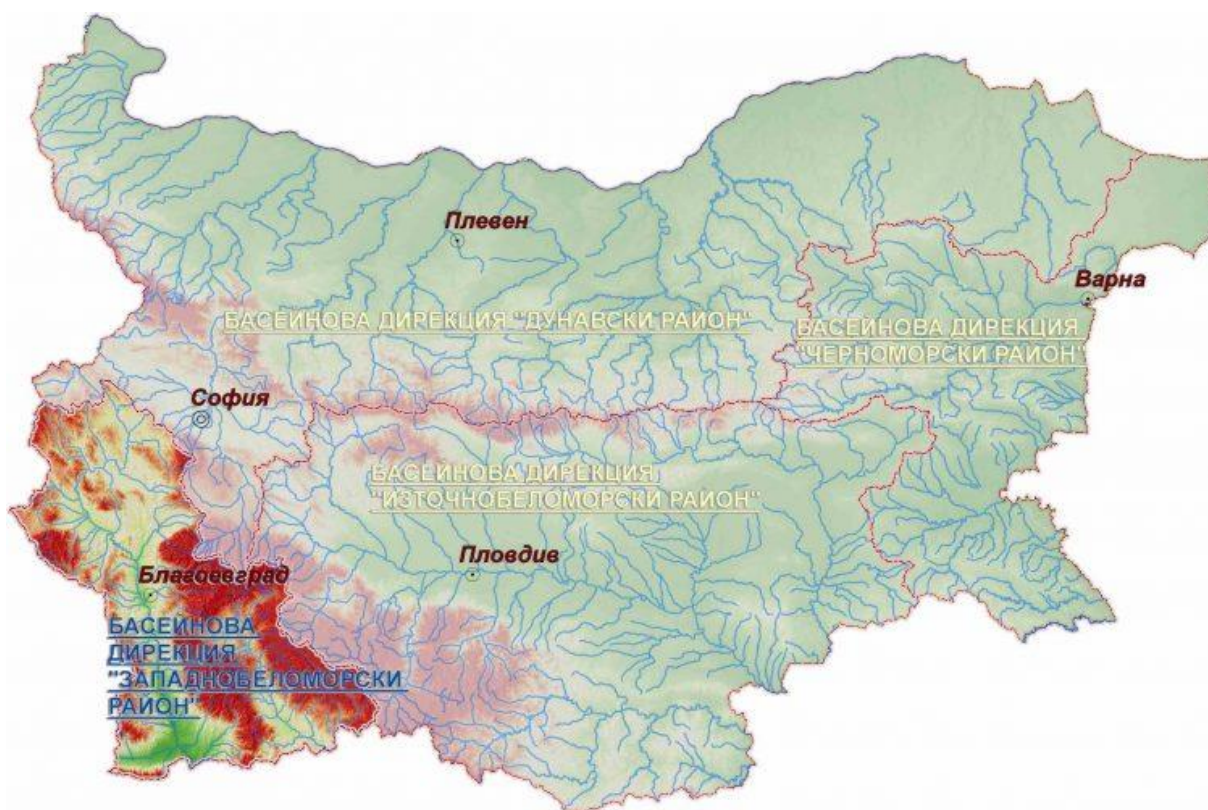 Плевен
Варна
БАСЕЙНОВА ДИРЕКЦИЯ "ДУНАВСКИ РАЙОН"
БАСЕЙНОВА ДИРЕКЦИЯ
"ЧЕРНОМОРСКИ РАЙОН"
София
БАСЕЙНОВА ДИРЕКЦИЯ
"ИЗТОЧНОБЕЛОМОРСКИ РАЙОН"
Пловдив
Благоевград
БАСЕЙНОВА
ДИРЕКЦИЯ
"ЗАПАДНОБЕЛОМОРСКИ
РАЙОН"